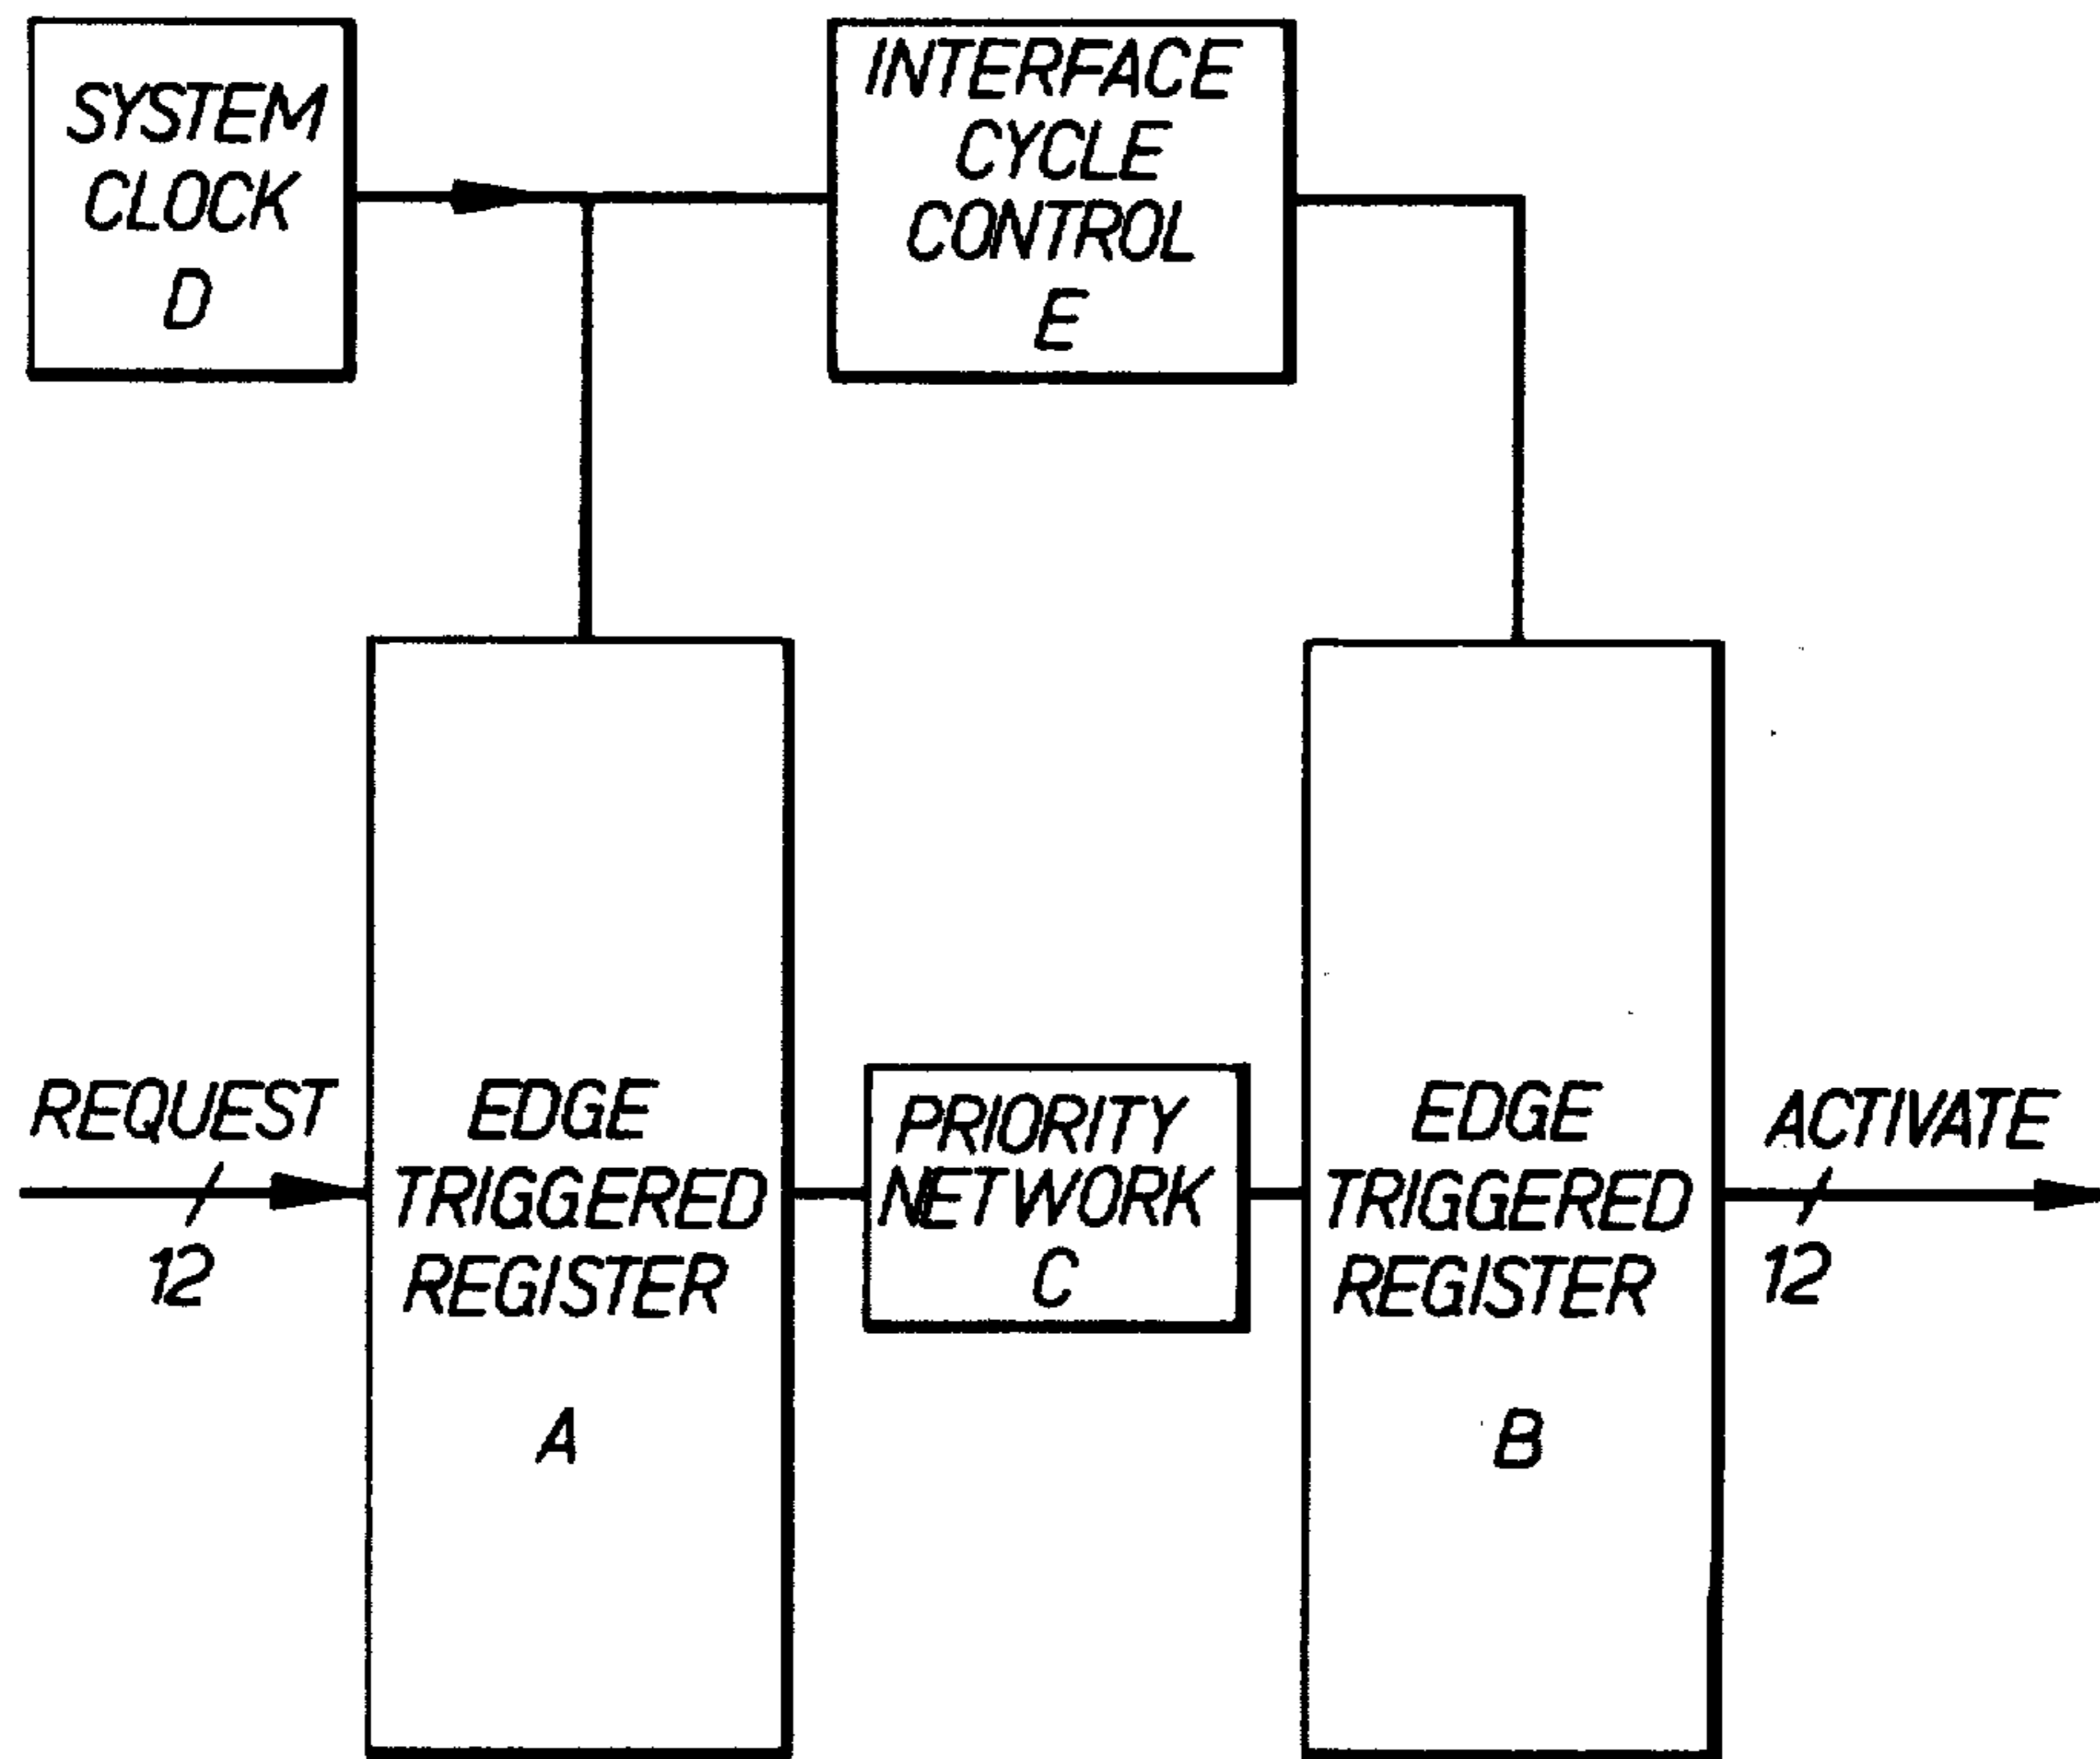 SYSTEM
CLOCK
D
INTERFACE
CYCLE
CONTROL
E
REQUEST
12
EDGE
TRIGGERED
REGISTER
A
PRIORITY
NETWORK
C
EDGE
TRIGGERED
REGISTER
B
ACTIVATE
12